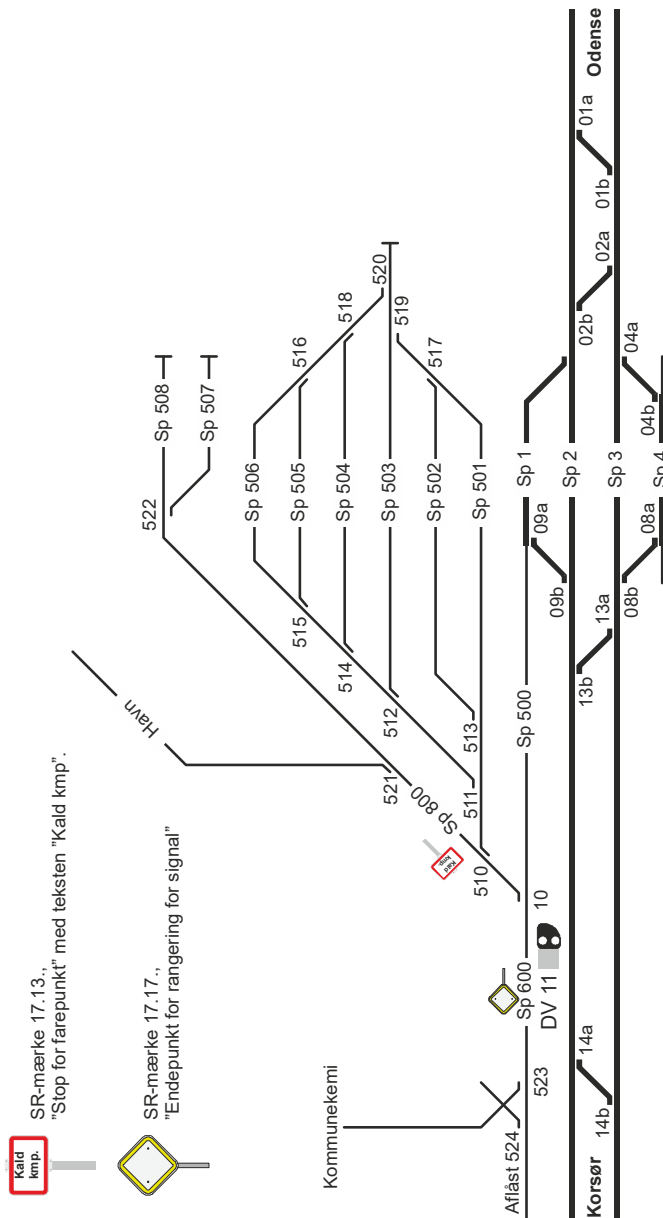 Kald
kmp.
SR-mærke 17.13.,
"Stop for farepunkt" med teksten "Kald kmp".
SR-mærke 17.17.,
"Endepunkt for rangering for signal"
Kommunekemi
Havn
522
Sp 508
Sp 507
516
518
520
519
517
Sp 506
Sp 505
Sp 504
Sp 503
Sp 502
Sp 501
515
514
512
513
511
521
Sp 800
Kald
kmp.
510
10
Sp 600
DV 11
523
Aflåst 524
Sp 500
Sp 1
Sp 2
Sp 3
Sp 4
09a
09b
08a
08b
13a
13b
14a
14b
04a
04b
02a
02b
01a
01b
Korsør
Odense